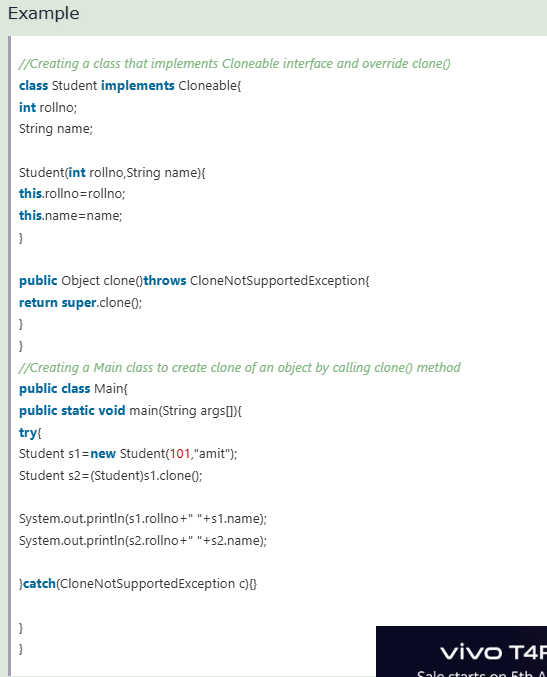 Example
//Creating a class that implements Cloneable interface and override clone()
class Student implements Cloneable{
int rollno;
String name;
Student(int rollno,String name){
this.rollno=rollno;
this.name=name;
}
public Object clone()throws CloneNotSupportedException{
return super.clone();
}
}
//Creating a Main class to create clone of an object by calling clone() method
public class Main{
public static void main(String args[]){
try{
Student s1=new Student(101,"amit");
Student s2=(Student)s1.clone();
System.out.println(s1.rollno+" "+s1.name);
System.out.println(s2.rollno+" "+s2.name);
}catch(CloneNotSupportedException c){}
}
}
vivo
Sale starts on 5th